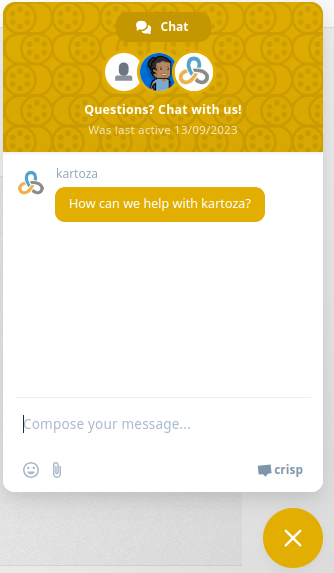 Chat
Questions? Chat with us!
Was last active 13/09/2023
kartoza
How can we help with kartoza?
Compose your message...
crisp